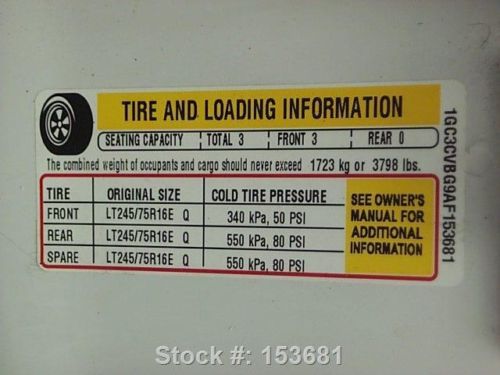 TIRE AND LOADING INFORMATION
SEATING CAPACITY TOTAL 3 FRONT 3 REAR 0
The combined weight of occupants and cargo should never exceed 1723 kg or 3798 lbs.
TIRE ORIGINAL SIZE COLD TIRE PRESSURE
FRONT LT245/75R16E Q 340 kPa, 50 PSI
REAR LT245/75R16E Q 550 kPa, 80 PSI
SPARE LT245/75R16E Q 550 kPa, 80 PSI
SEE OWNER'S
MANUAL FOR
ADDITIONAL
INFORMATION
1GC3CVBG9AF153681
Stock #: 153681